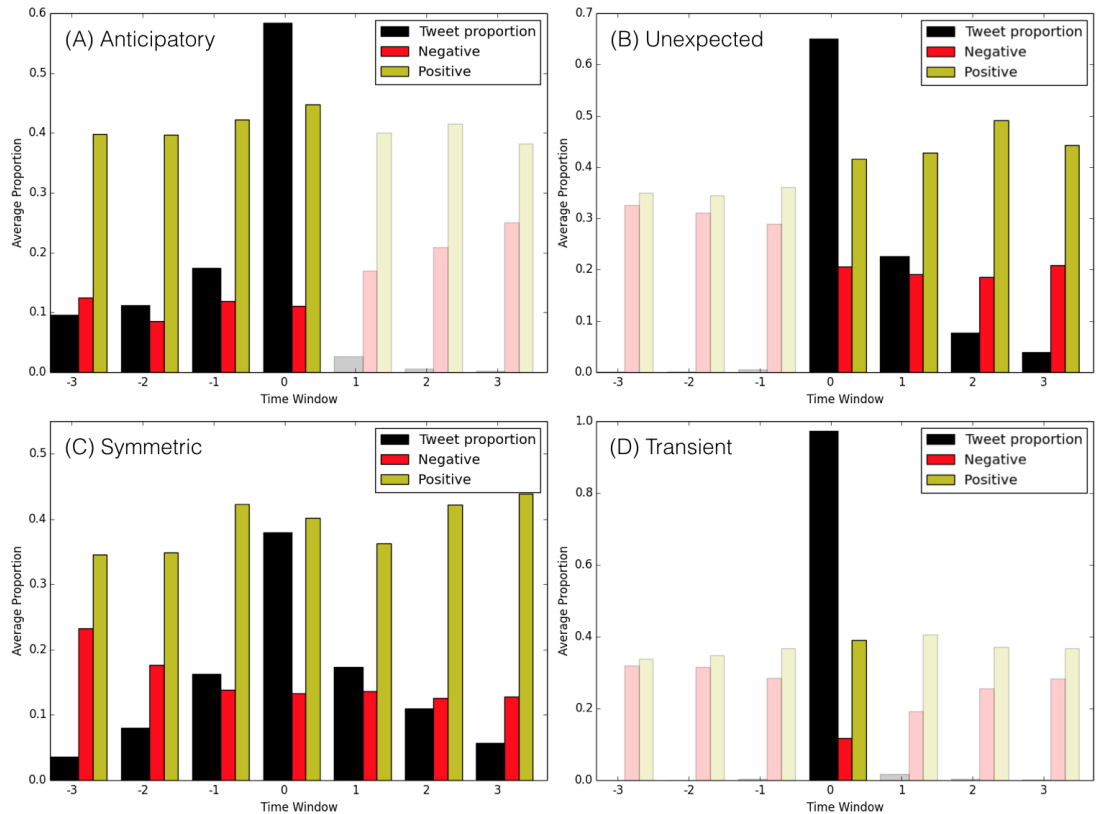 (A) Anticipatory
Tweet proportion
Negative
Positive
Average Proportion
0.6
0.5
0.4
0.3
0.2
0.1
0.0
-3 -2 -1 0 1 2 3
Time Window
(B) Unexpected
Tweet proportion
Negative
Positive
Average Proportion
0.7
0.6
0.5
0.4
0.3
0.2
0.1
0.0
-3 -2 -1 0 1 2 3
Time Window
(C) Symmetric
Tweet proportion
Negative
Positive
Average Proportion
0.5
0.4
0.3
0.2
0.1
0.0
-3 -2 -1 0 1 2 3
Time Window
(D) Transient
Tweet proportion
Negative
Positive
Average Proportion
1.0
0.8
0.6
0.4
0.2
0.0
-3 -2 -1 0 1 2 3
Time Window